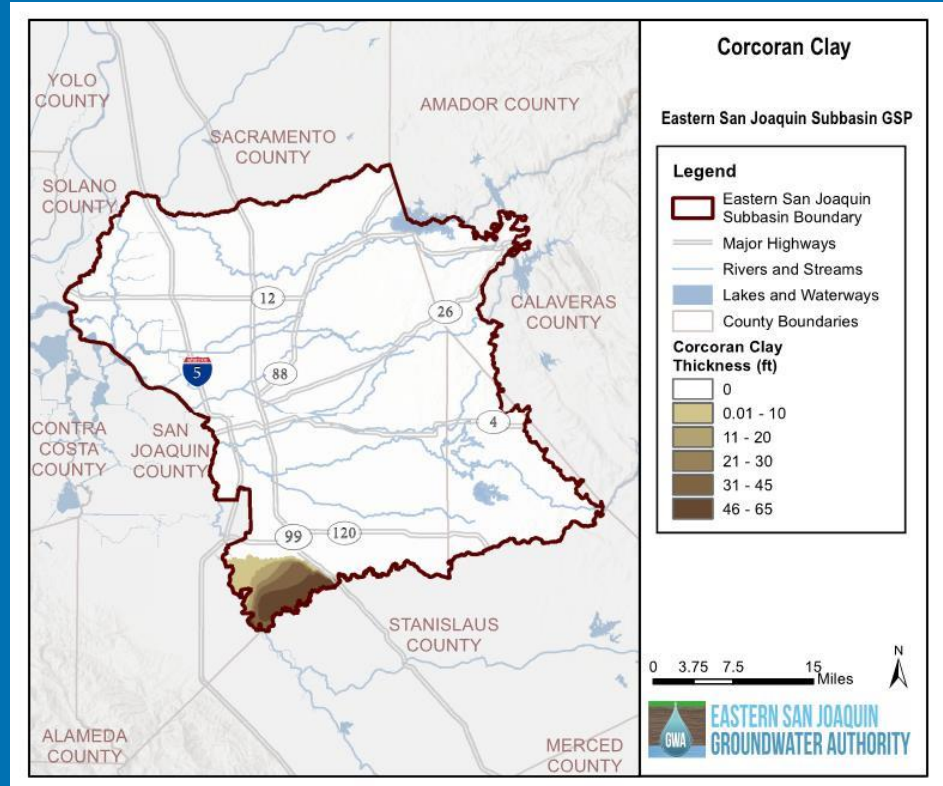 YOLO
COUNTY
AMADOR COUNTY
SACRAMENTO
COUNTY
SOLANO
COUNTY
12
26
CALAVERAS
COUNTY
5
88
4
CONTRA
COSTA
COUNTY
SAN
JOAQUIN
COUNTY
99
120
STANISLAUS
COUNTY
ALAMEDA
COUNTY
MERCED
COUNTY
Corcoran Clay
Eastern San Joaquin Subbasin GSP
Legend
Eastern San Joaquin
Subbasin Boundary
Major Highways
Rivers and Streams
Lakes and Waterways
County Boundaries
Corcoran Clay
Thickness (ft)
0
0.01 - 10
11 - 20
21 - 30
31 - 45
46 - 65
N
0 3.75 7.5 15
Miles
GWA
EASTERN SAN JOAQUIN
GROUNDWATER AUTHORITY